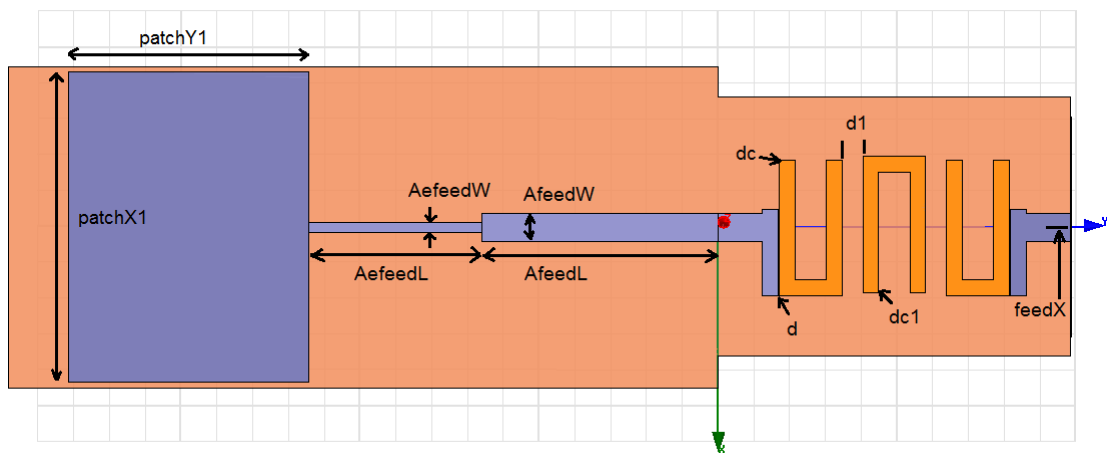 patchY1
d1
dc
AefeedW
AfeedW
patchX1
Y
AefeedL
AfeedL
feedX
dc1
d
X